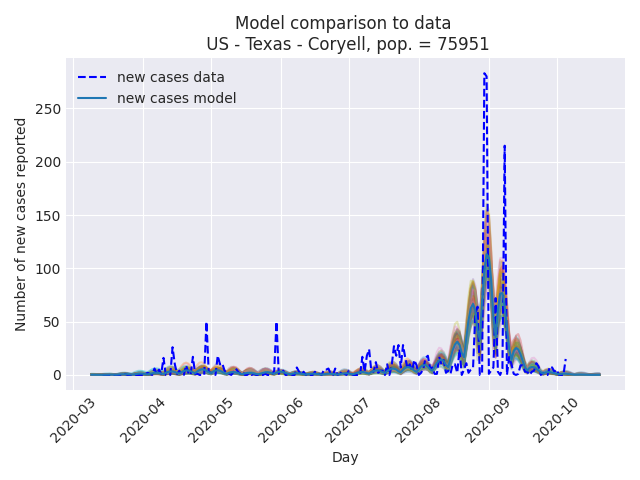 Model comparison to data
US - Texas - Coryell, pop. = 75951
new cases data
new cases model
Number of new cases reported
250
200
150
100
50
0
2020-03
2020-04
2020-05
2020-06
2020-07
2020-08
2020-09
2020-10
Day